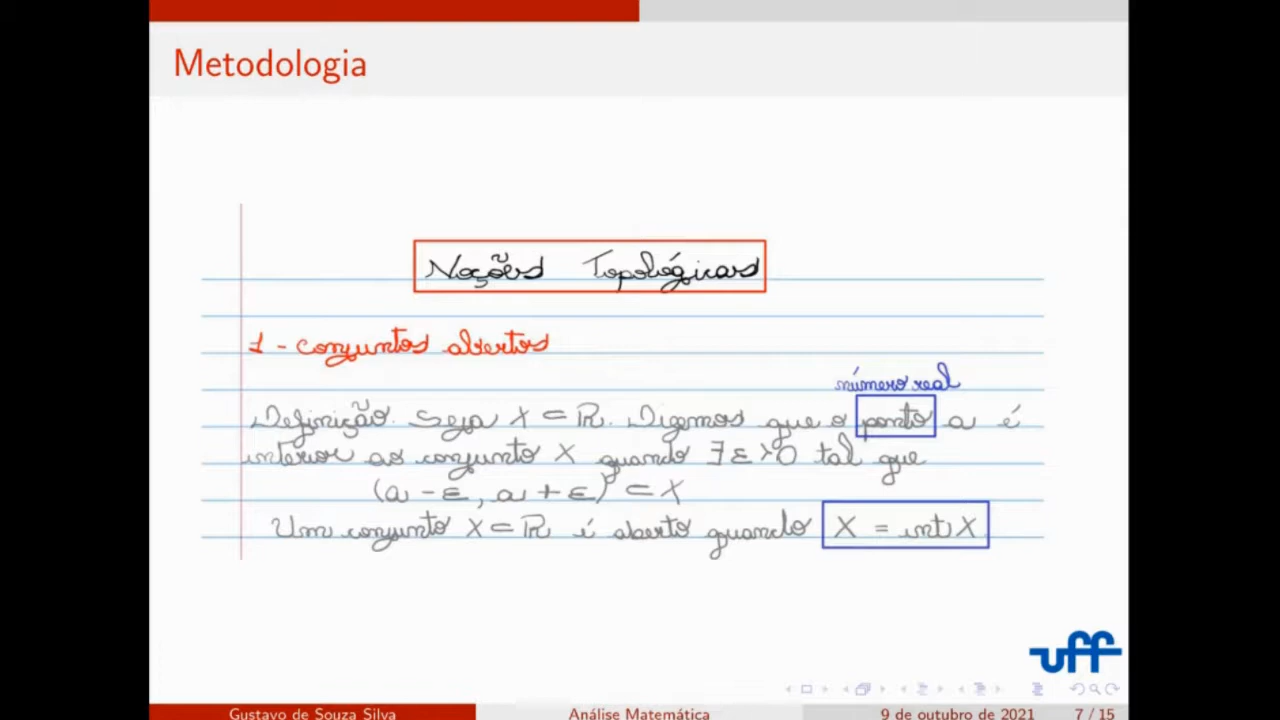 Metodologia
Noções Topológicas
1 - conjuntos abertos
número real
Definição. Seja X ⊂ ℝ. Digemos que o ponto a é
interior ao conjunto X quando ∃ ε > 0 tal que
(a - ε, a + ε) ⊂ X
Um conjunto X ⊂ ℝ é aberto quando X = int X
uff
Gustavo de Souza Silva Análise Matemática 9 de outubro de 2021 7 / 15